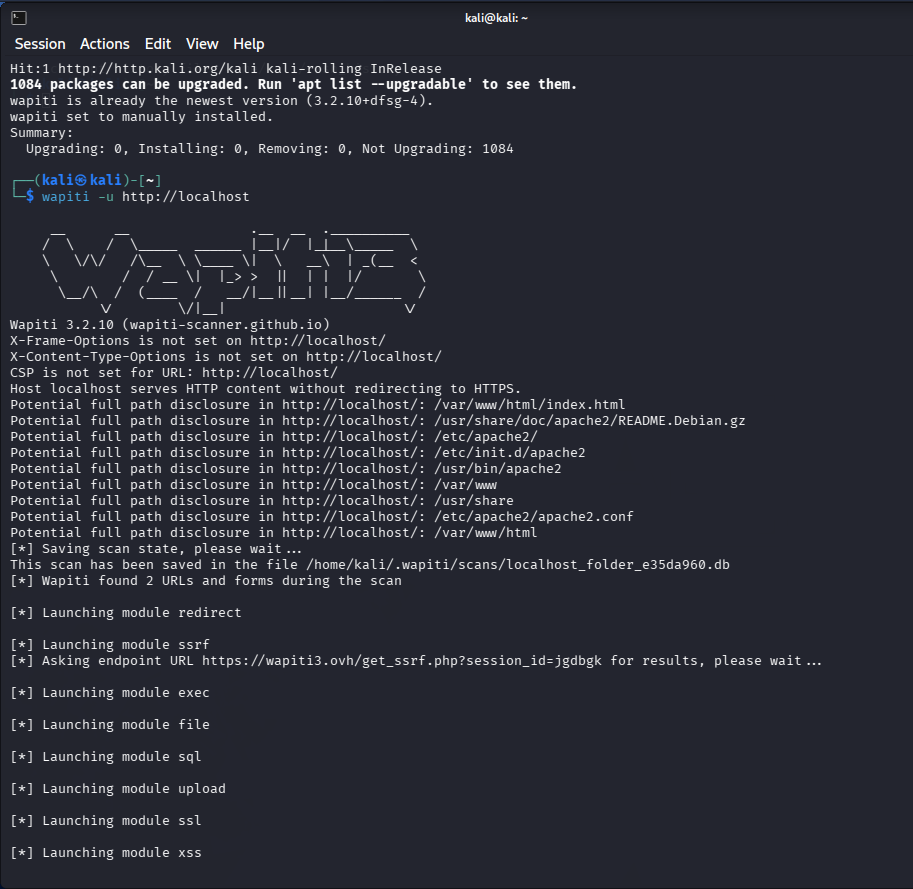 kali@kali: ~
Session Actions Edit View Help
Hit:1 http://http.kali.org/kali kali-rolling InRelease
1084 packages can be upgraded. Run 'apt list --upgradable' to see them.
wapiti is already the newest version (3.2.10+dfsg-4).
wapiti set to manually installed.
Summary:
  Upgrading: 0, Installing: 0, Removing: 0, Not Upgrading: 1084
┌──(kali㉿kali)-[~]
└─$ wapiti -u http://localhost
Wapiti3
Wapiti 3.2.10 (wapiti-scanner.github.io)
X-Frame-Options is not set on http://localhost/
X-Content-Type-Options is not set on http://localhost/
CSP is not set for URL: http://localhost/
Host localhost serves HTTP content without redirecting to HTTPS.
Potential full path disclosure in http://localhost/: /var/www/html/index.html
Potential full path disclosure in http://localhost/: /usr/share/doc/apache2/README.Debian.gz
Potential full path disclosure in http://localhost/: /etc/apache2/
Potential full path disclosure in http://localhost/: /etc/init.d/apache2
Potential full path disclosure in http://localhost/: /usr/bin/apache2
Potential full path disclosure in http://localhost/: /var/www
Potential full path disclosure in http://localhost/: /usr/share
Potential full path disclosure in http://localhost/: /etc/apache2/apache2.conf
Potential full path disclosure in http://localhost/: /var/www/html
[*] Saving scan state, please wait...
This scan has been saved in the file /home/kali/.wapiti/scans/localhost_folder_e35da960.db
[*] Wapiti found 2 URLs and forms during the scan
[*] Launching module redirect
[*] Launching module ssrf
[*] Asking endpoint URL https://wapiti3.ovh/get_ssrf.php?session_id=jgdbgk for results, please wait...
[*] Launching module exec
[*] Launching module file
[*] Launching module sql
[*] Launching module upload
[*] Launching module ssl
[*] Launching module xss